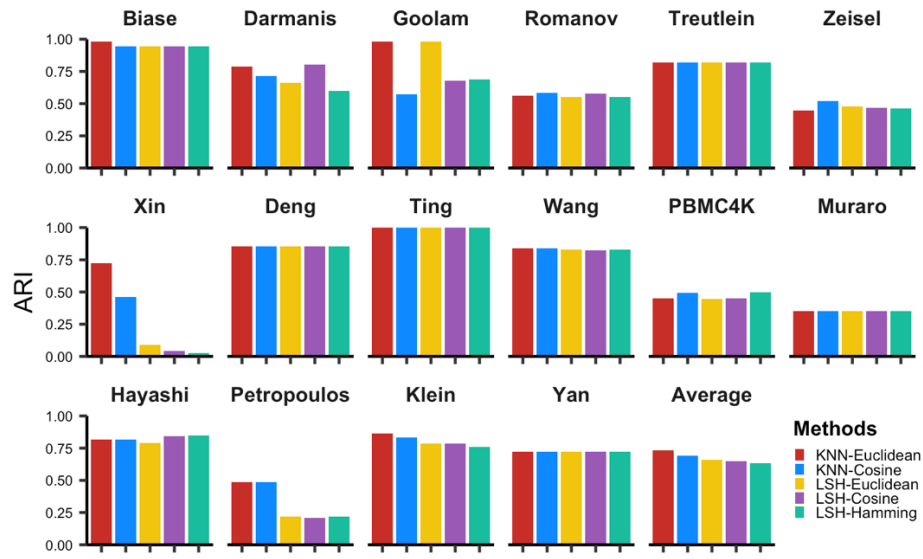 Biase Darmanis Goolam Romanov Treutlein Zeisel
1.00
0.75
0.50
0.25
0.00
Xin Deng Ting Wang PBMC4K Muraro
1.00
0.75
0.50
0.25
0.00
ARI
Hayashi Petropoulos Klein Yan Average
1.00
0.75
0.50
0.25
0.00
Methods
KNN-Euclidean
KNN-Cosine
LSH-Euclidean
LSH-Cosine
LSH-Hamming